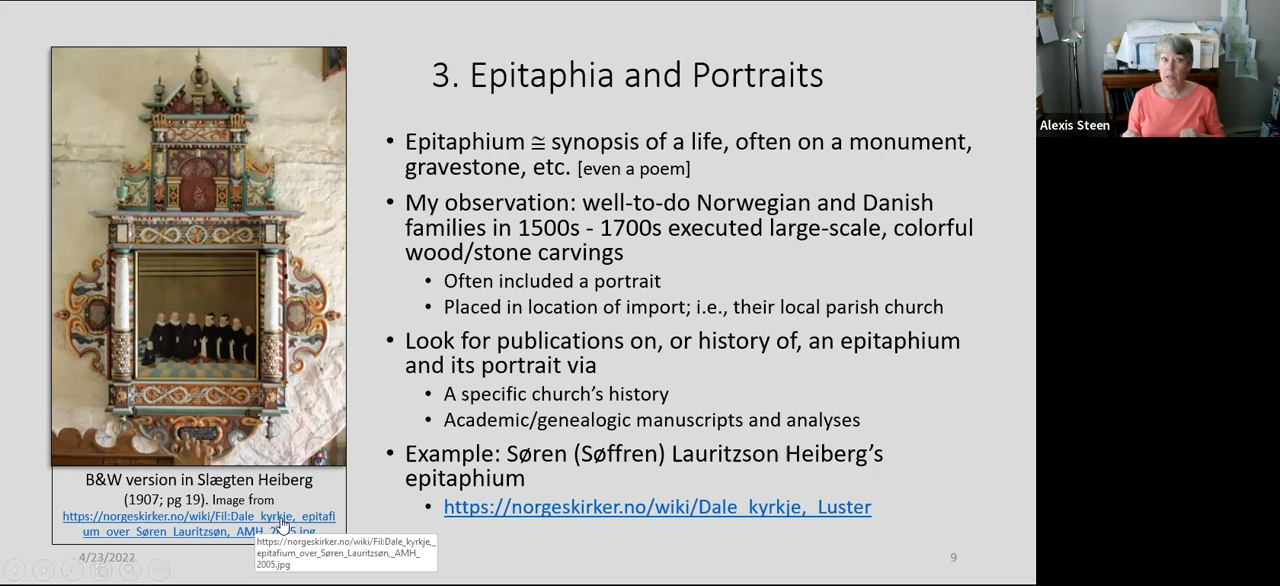 3. Epitaphia and Portraits
• Epitaphium ≅ synopsis of a life, often on a monument,
gravestone, etc. [even a poem]
• My observation: well-to-do Norwegian and Danish
families in 1500s - 1700s executed large-scale, colorful
wood/stone carvings
• Often included a portrait
• Placed in location of import; i.e., their local parish church
• Look for publications on, or history of, an epitaphium
and its portrait via
• A specific church’s history
• Academic/genealogic manuscripts and analyses
• Example: Søren (Søffren) Lauritzson Heiberg’s
epitaphium
• https://norgeskirker.no/wiki/Dale_kyrkje,_Luster
B&W version in Slægten Heiberg
(1907; pg 19). Image from
https://norgeskirker.no/wiki/Fil:Dale_kyrkje,_epitafi
um_over_Søren_Lauritzsøn,_AMH_2005.jpg
https://norgeskirker.no/wiki/Fil:Dale_kyrkje,_
epitafium_over_Søren_Lauritzsøn,_AMH_
2005.jpg
4/23/2022
9
Alexis Steen